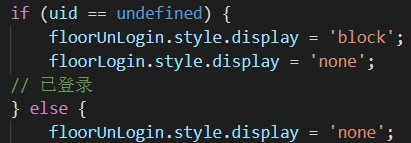 if (uid == undefined) {
    floorUnLogin.style.display = 'block';
    floorLogin.style.display = 'none';
// 已登录
} else {
    floorUnLogin.style.display = 'none';